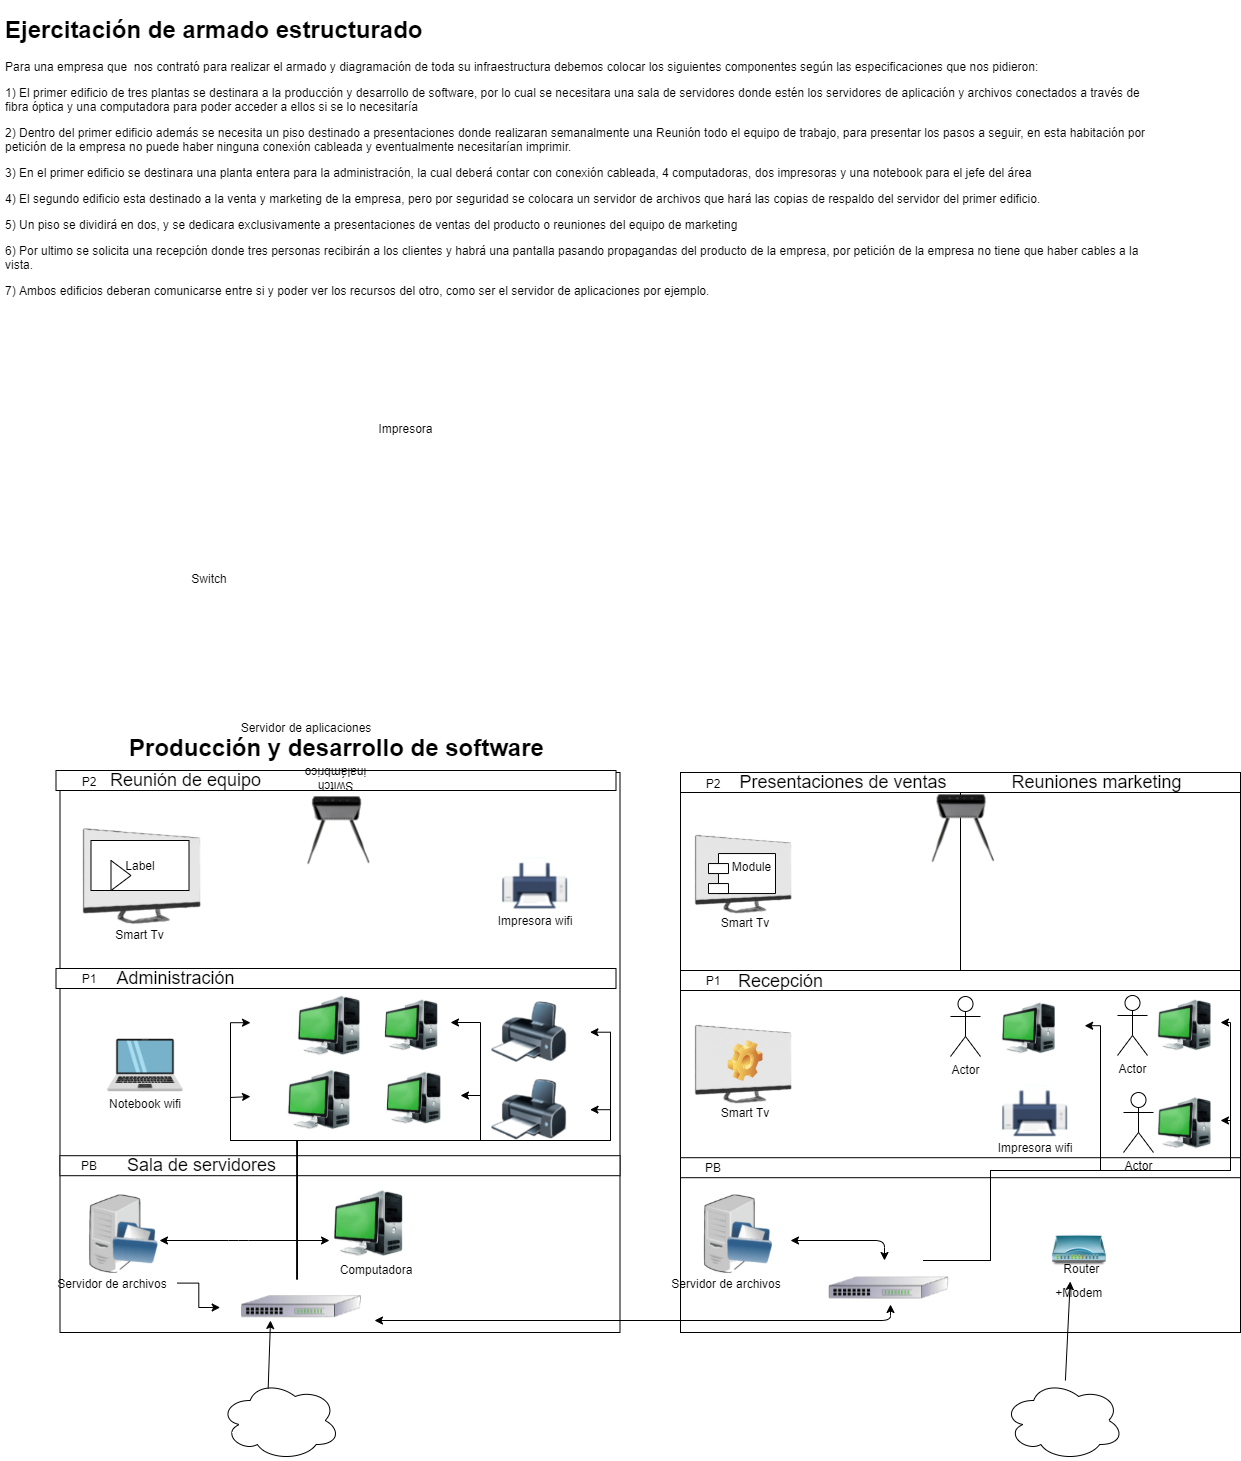 Ejercitación de armado estructurado
Para una empresa que  nos contrató para realizar el armado y diagramación de toda su infraestructura debemos colocar los siguientes componentes según las especificaciones que nos pidieron:
1) El primer edificio de tres plantas se destinara a la producción y desarrollo de software, por lo cual se necesitara una sala de servidores donde estén los servidores de aplicación y archivos conectados a través de
fibra óptica y una computadora para poder acceder a ellos si se lo necesitaría
2) Dentro del primer edificio además se necesita un piso destinado a presentaciones donde realizaran semanalmente una Reunión todo el equipo de trabajo, para presentar los pasos a seguir, en esta habitación por
petición de la empresa no puede haber ninguna conexión cableada y eventualmente necesitarían imprimir.
3) En el primer edificio se destinara una planta entera para la administración, la cual deberá contar con conexión cableada, 4 computadoras, dos impresoras y una notebook para el jefe del área
4) El segundo edificio esta destinado a la venta y marketing de la empresa, pero por seguridad se colocara un servidor de archivos que hará las copias de respaldo del servidor del primer edificio.
5) Un piso se dividirá en dos, y se dedicara exclusivamente a presentaciones de ventas del producto o reuniones del equipo de marketing
6) Por ultimo se solicita una recepción donde tres personas recibirán a los clientes y habrá una pantalla pasando propagandas del producto de la empresa, por petición de la empresa no tiene que haber cables a la
vista.
7) Ambos edificios deberan comunicarse entre si y poder ver los recursos del otro, como ser el servidor de aplicaciones por ejemplo.
Impresora
Switch
Servidor de aplicaciones
Producción y desarrollo de software
P2 Reunión de equipo
Switch
inalámbrico
P2 Presentaciones de ventas Reuniones marketing
Label
Module
Impresora wifi
Smart Tv
Smart Tv
P1 Administración
P1 Recepción
Actor
Actor
Notebook wifi
Smart Tv
Impresora wifi
Actor
PB Sala de servidores
PB
Computadora
Servidor de archivos
Servidor de archivos
Router
+Modem